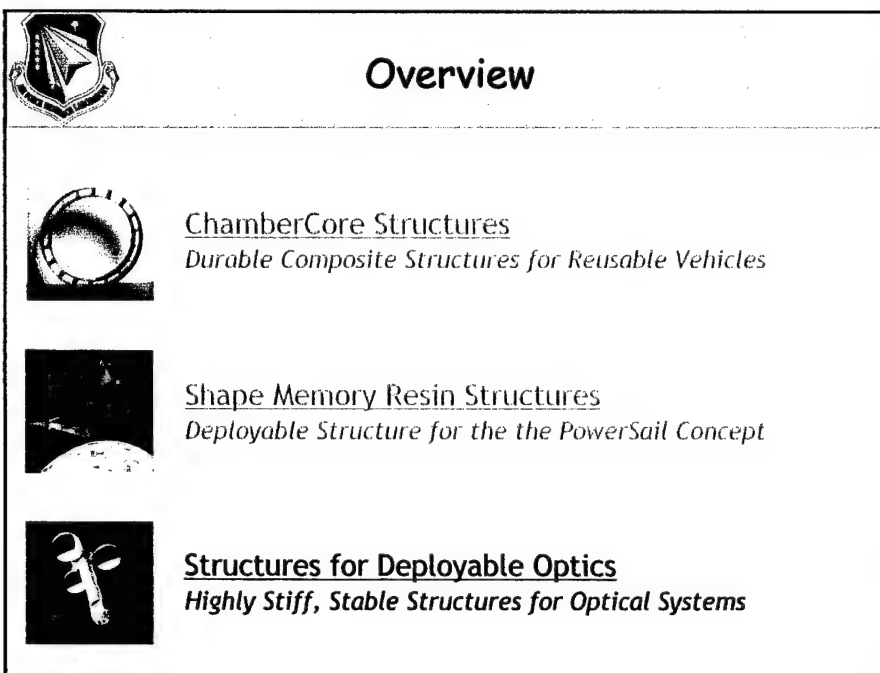 Overview
ChamberCore Structures
Durable Composite Structures for Reusable Vehicles
Shape Memory Resin Structures
Deployable Structure for the the PowerSail Concept
Structures for Deployable Optics
Highly Stiff, Stable Structures for Optical Systems